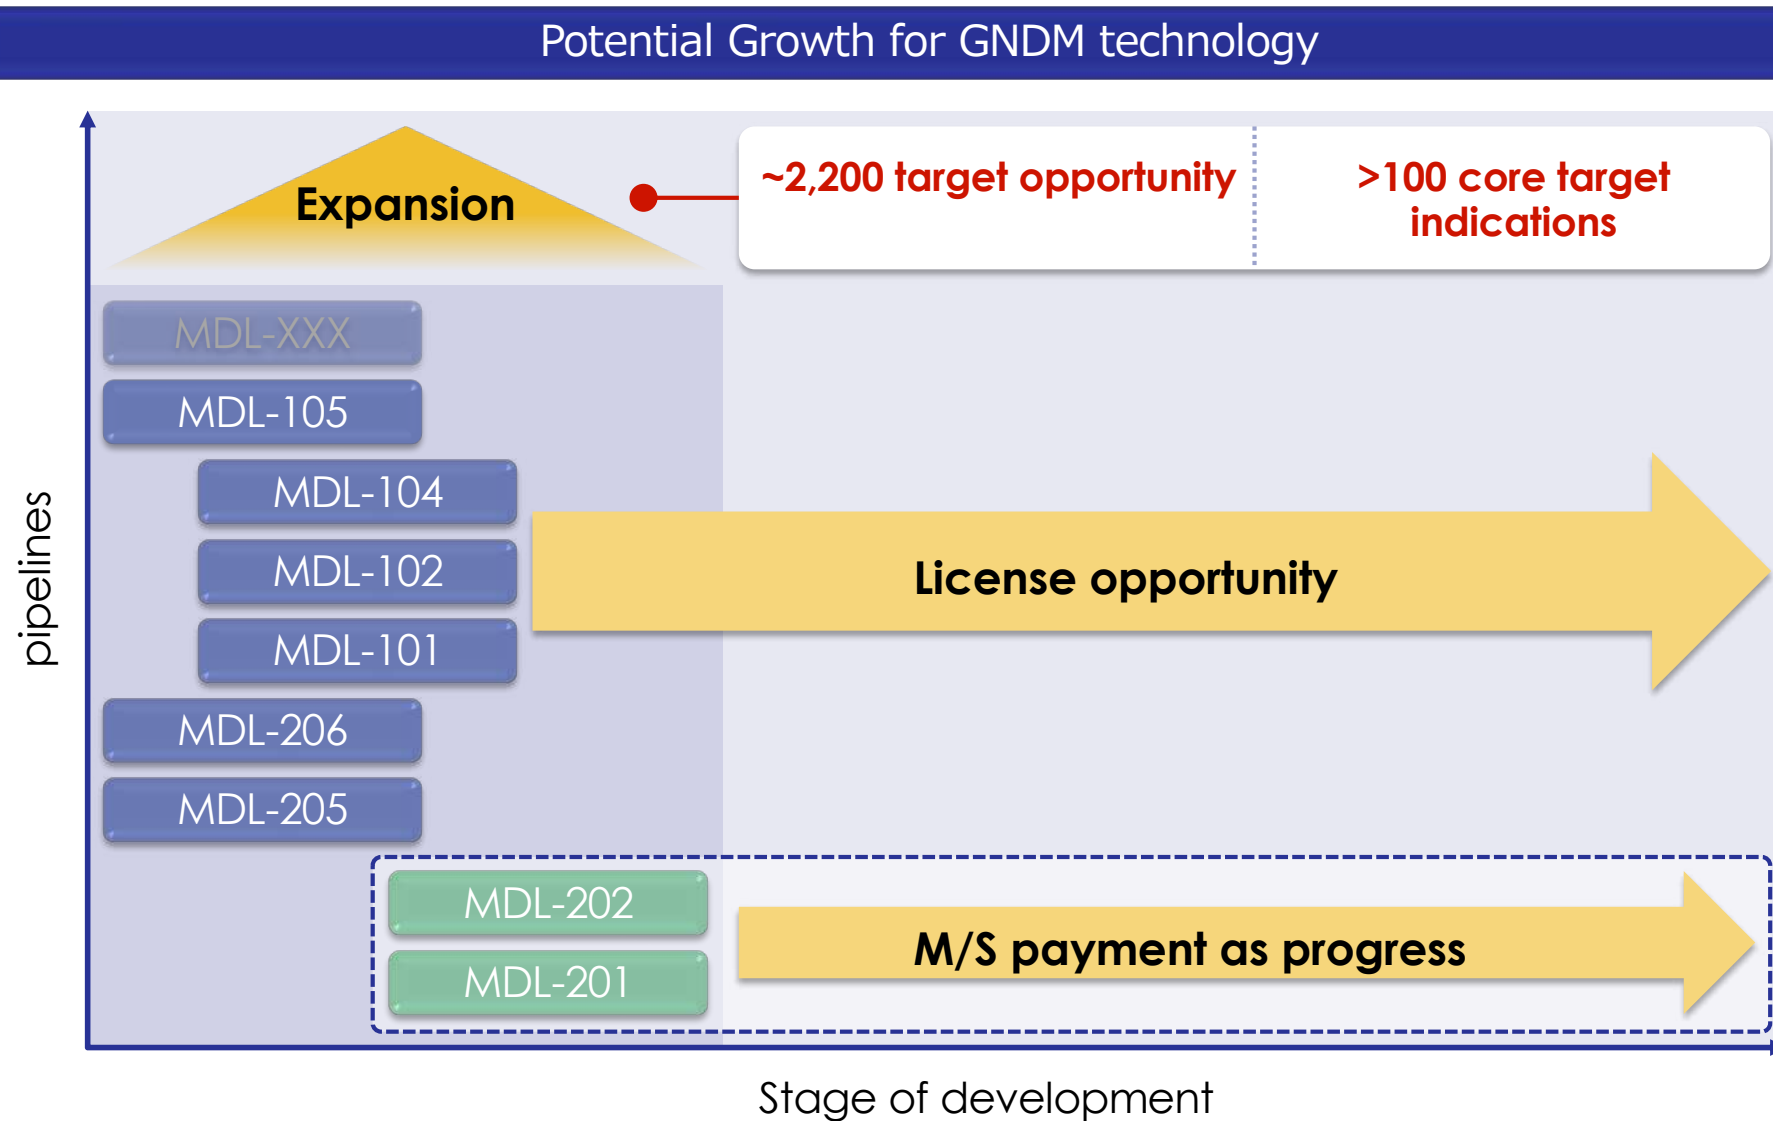 Potential Growth for GNDM technology
Expansion
~2,200 target opportunity
>100 core target
indications
MDL-XXX
MDL-105
MDL-104
MDL-102
MDL-101
MDL-206
MDL-205
MDL-202
MDL-201
License opportunity
M/S payment as progress
pipelines
Stage of development